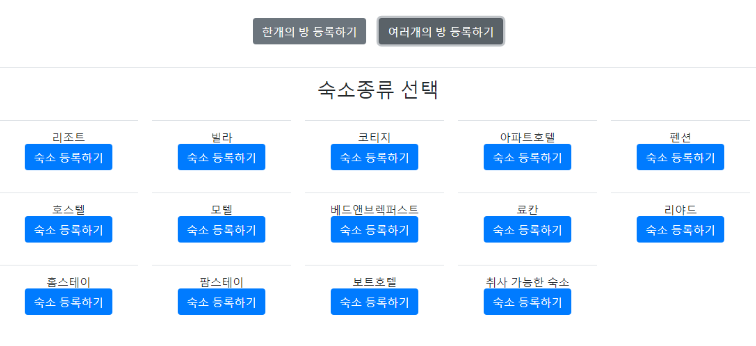 한개의 방 등록하기 여러개의 방 등록하기
숙소종류 선택
리조트 빌라 코티지 아파트호텔 펜션
숙소 등록하기 숙소 등록하기 숙소 등록하기 숙소 등록하기 숙소 등록하기
호스텔 모텔 베드앤브렉퍼스트 료칸 리야드
숙소 등록하기 숙소 등록하기 숙소 등록하기 숙소 등록하기 숙소 등록하기
홈스테이 팜스테이 보트호텔 취사 가능한 숙소
숙소 등록하기 숙소 등록하기 숙소 등록하기 숙소 등록하기